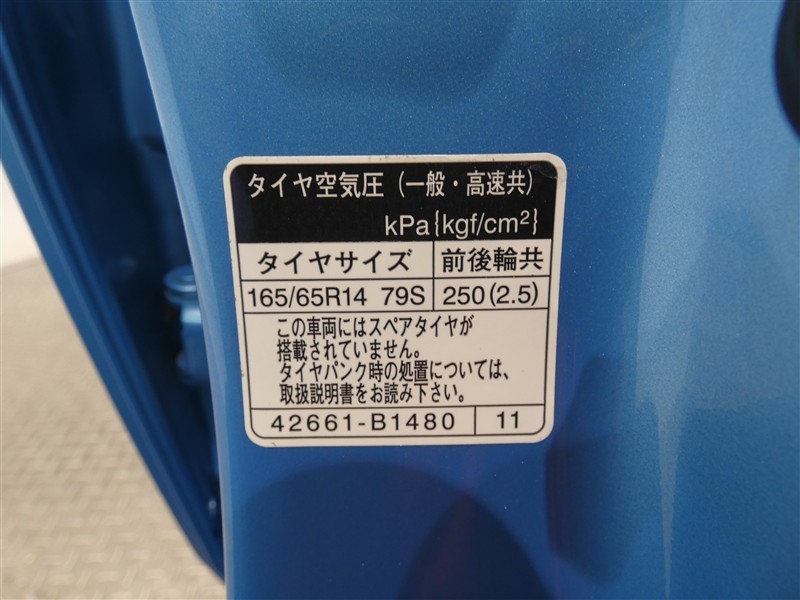 タイヤ空気圧（一般・高速共）
kPa{kgf/cm²}
タイヤサイズ 前後輪共
165/65R14 79S 250(2.5)
この車両にはスペアタイヤが
搭載されていません。
タイヤパンク時の処置については、
取扱説明書をお読み下さい。
42661-B1480 11